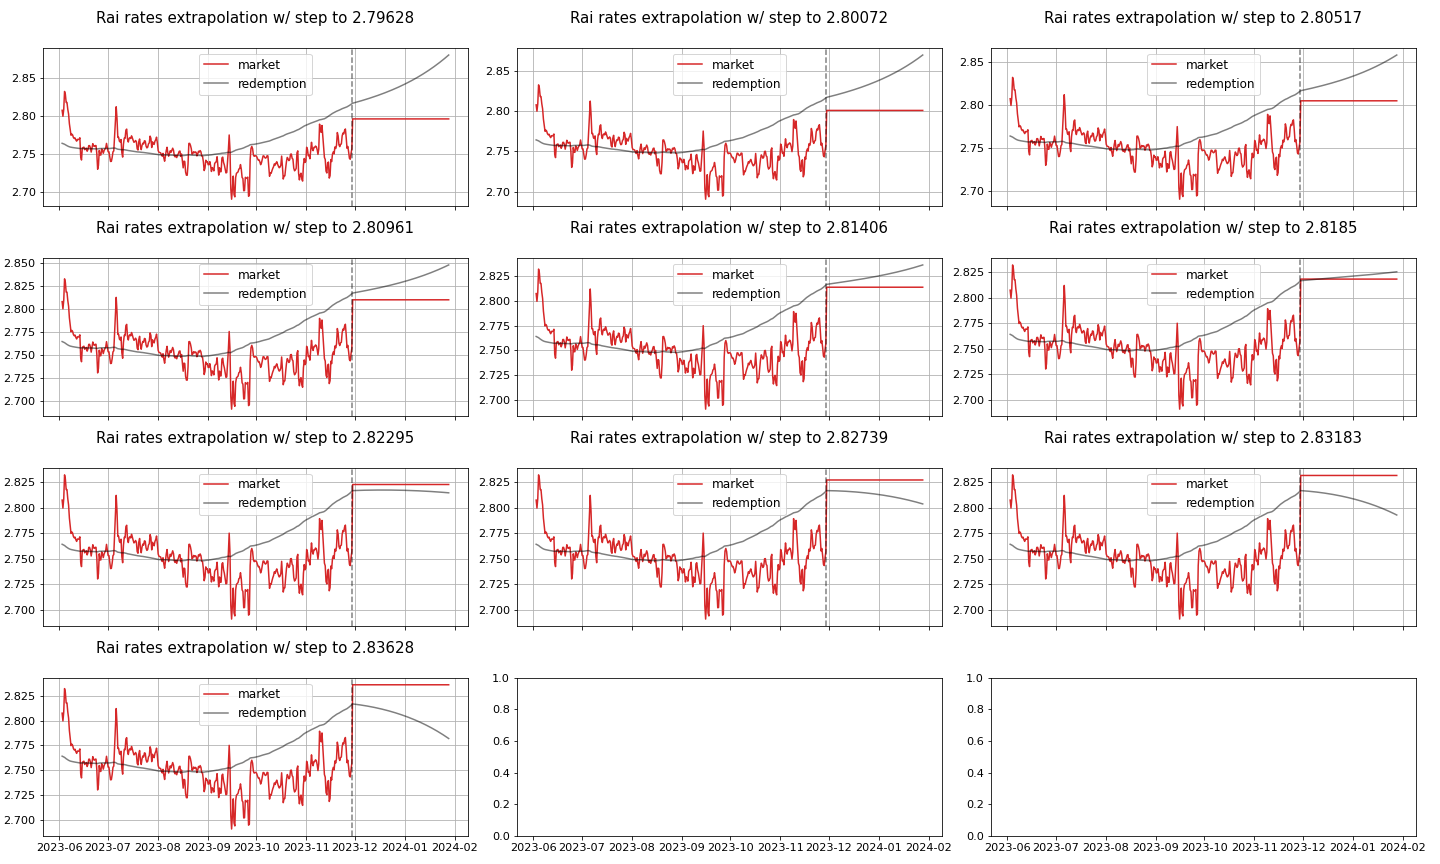 Rai rates extrapolation w/ step to 2.79628
Rai rates extrapolation w/ step to 2.80072
Rai rates extrapolation w/ step to 2.80517
market
redemption
2.85
2.80
2.75
2.70
market
redemption
2.85
2.80
2.75
2.70
market
redemption
2.85
2.80
2.75
2.70
Rai rates extrapolation w/ step to 2.80961
Rai rates extrapolation w/ step to 2.81406
Rai rates extrapolation w/ step to 2.8185
market
redemption
2.850
2.825
2.800
2.775
2.750
2.725
2.700
market
redemption
2.825
2.800
2.775
2.750
2.725
2.700
market
redemption
2.825
2.800
2.775
2.750
2.725
2.700
Rai rates extrapolation w/ step to 2.82295
Rai rates extrapolation w/ step to 2.82739
Rai rates extrapolation w/ step to 2.83183
market
redemption
2.825
2.800
2.775
2.750
2.725
2.700
market
redemption
2.825
2.800
2.775
2.750
2.725
2.700
market
redemption
2.825
2.800
2.775
2.750
2.725
2.700
Rai rates extrapolation w/ step to 2.83628
market
redemption
2.825
2.800
2.775
2.750
2.725
2.700
2023-06 2023-07 2023-08 2023-09 2023-10 2023-11 2023-12 2024-01 2024-02
1.0
0.8
0.6
0.4
0.2
0.0
2023-06 2023-07 2023-08 2023-09 2023-10 2023-11 2023-12 2024-01 2024-02
1.0
0.8
0.6
0.4
0.2
0.0
2023-06 2023-07 2023-08 2023-09 2023-10 2023-11 2023-12 2024-01 2024-02